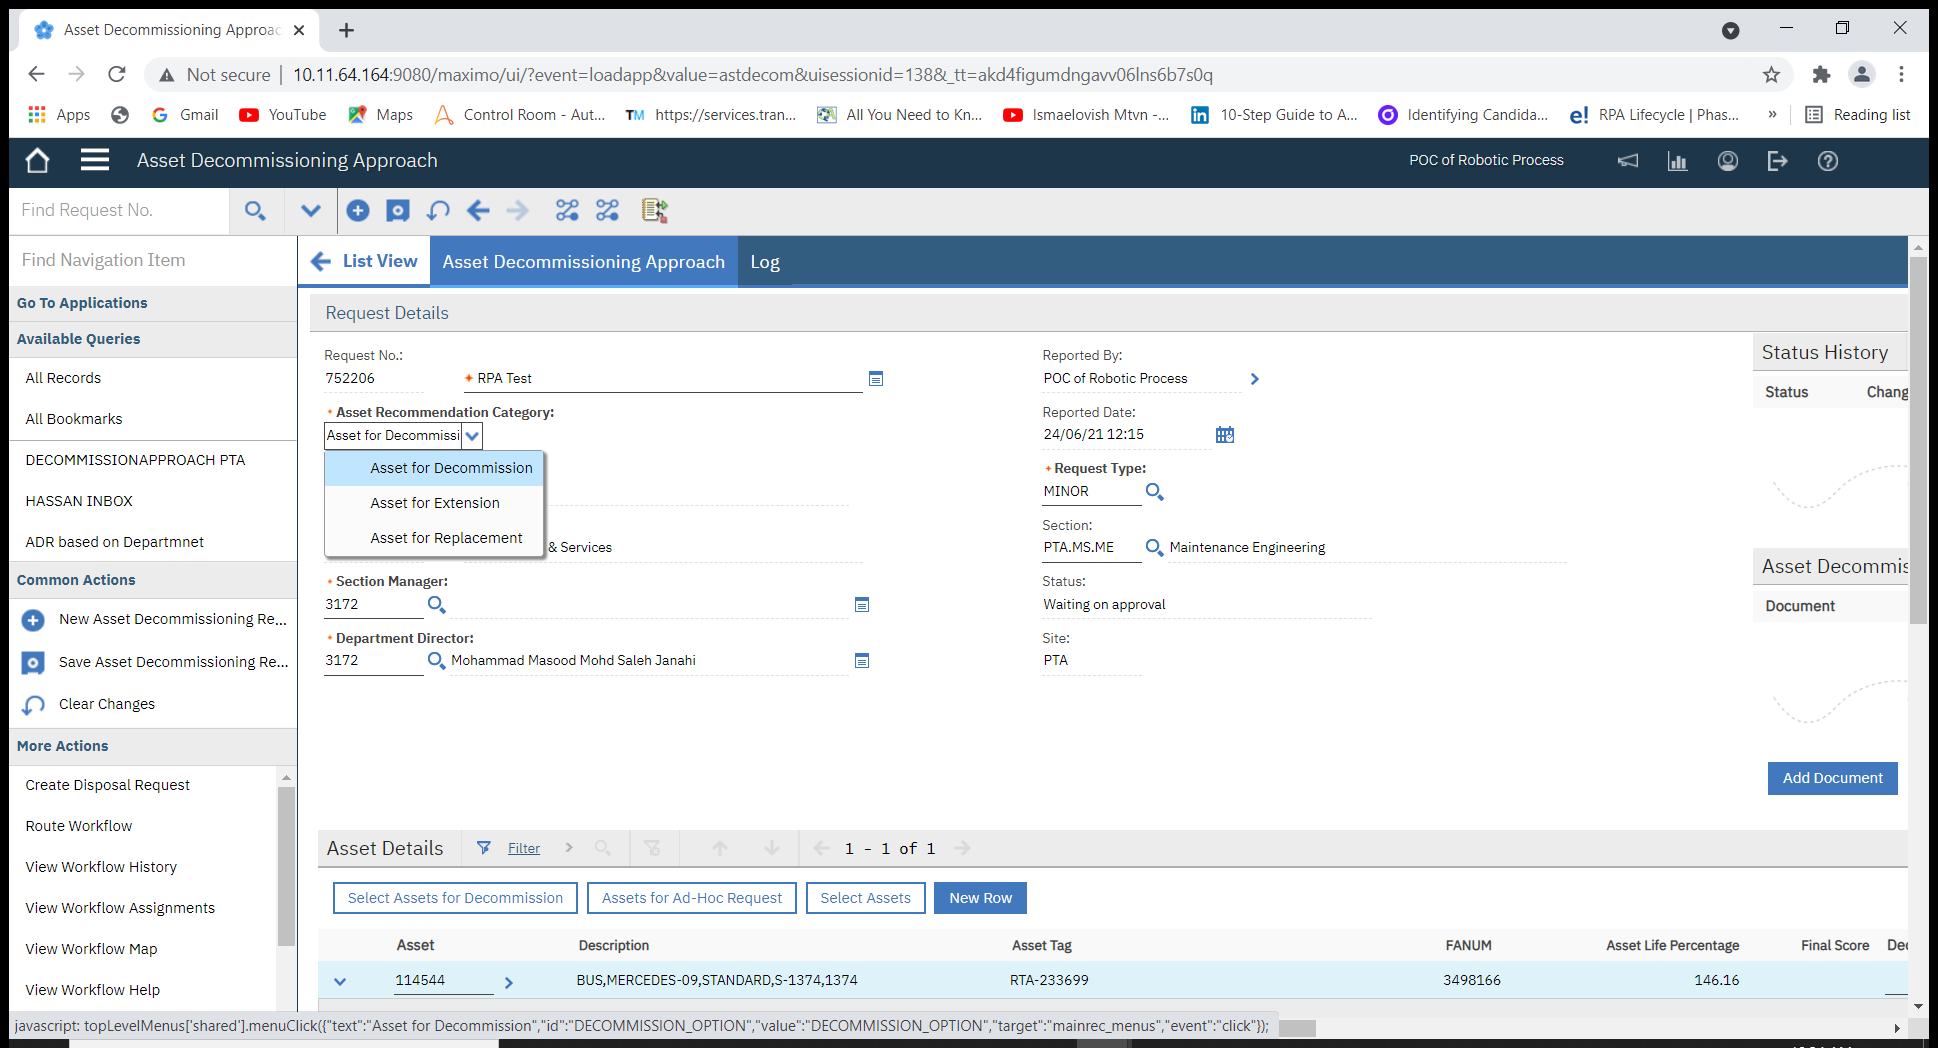 Asset Decommissioning Approac
Not secure | 10.11.64.164:9080/maximo/ui/?event=loadapp&value=astdecom&uisessionid=138&_tt=akd4figumdngavv06lns6b7s0q
Apps Gmail YouTube Maps Control Room - Aut... TM https://services.tran... All You Need to Kn... Ismaelovish Mtvn -... in 10-Step Guide to A... Identifying Candida... e! RPA Lifecycle | Phas... » Reading list
Asset Decommissioning Approach POC of Robotic Process
Find Request No.
Find Navigation Item
Go To Applications
Available Queries
All Records
All Bookmarks
DECOMMISSIONAPPROACH PTA
HASSAN INBOX
ADR based on Departmnet
Common Actions
New Asset Decommissioning Re...
Save Asset Decommissioning Re...
Clear Changes
More Actions
Create Disposal Request
Route Workflow
View Workflow History
View Workflow Assignments
View Workflow Map
View Workflow Help
List View Asset Decommissioning Approach Log
Request Details
Request No.:
752206 RPA Test
Asset Recommendation Category:
Asset for Decommissi
Asset for Decommission
Asset for Extension
Asset for Replacement
& Services
Section Manager:
3172
Department Director:
3172 Mohammad Masood Mohd Saleh Janahi
Reported By:
POC of Robotic Process
Reported Date:
24/06/21 12:15
Request Type:
MINOR
Section:
PTA.MS.ME Maintenance Engineering
Status:
Waiting on approval
Site:
PTA
Status History
Status Chang
Asset Decommis
Document
Add Document
Asset Details Filter 1 - 1 of 1
Select Assets for Decommission Assets for Ad-Hoc Request Select Assets New Row
Asset Description Asset Tag FANUM Asset Life Percentage Final Score Dec
114544 BUS,MERCEDES-09,STANDARD,S-1374,1374 RTA-233699 3498166 146.16
javascript: topLevelMenus['shared'].menuClick({"text":"Asset for Decommission","id":"DECOMMISSION_OPTION","value":"DECOMMISSION_OPTION","target":"mainrec_menus","event":"click"});